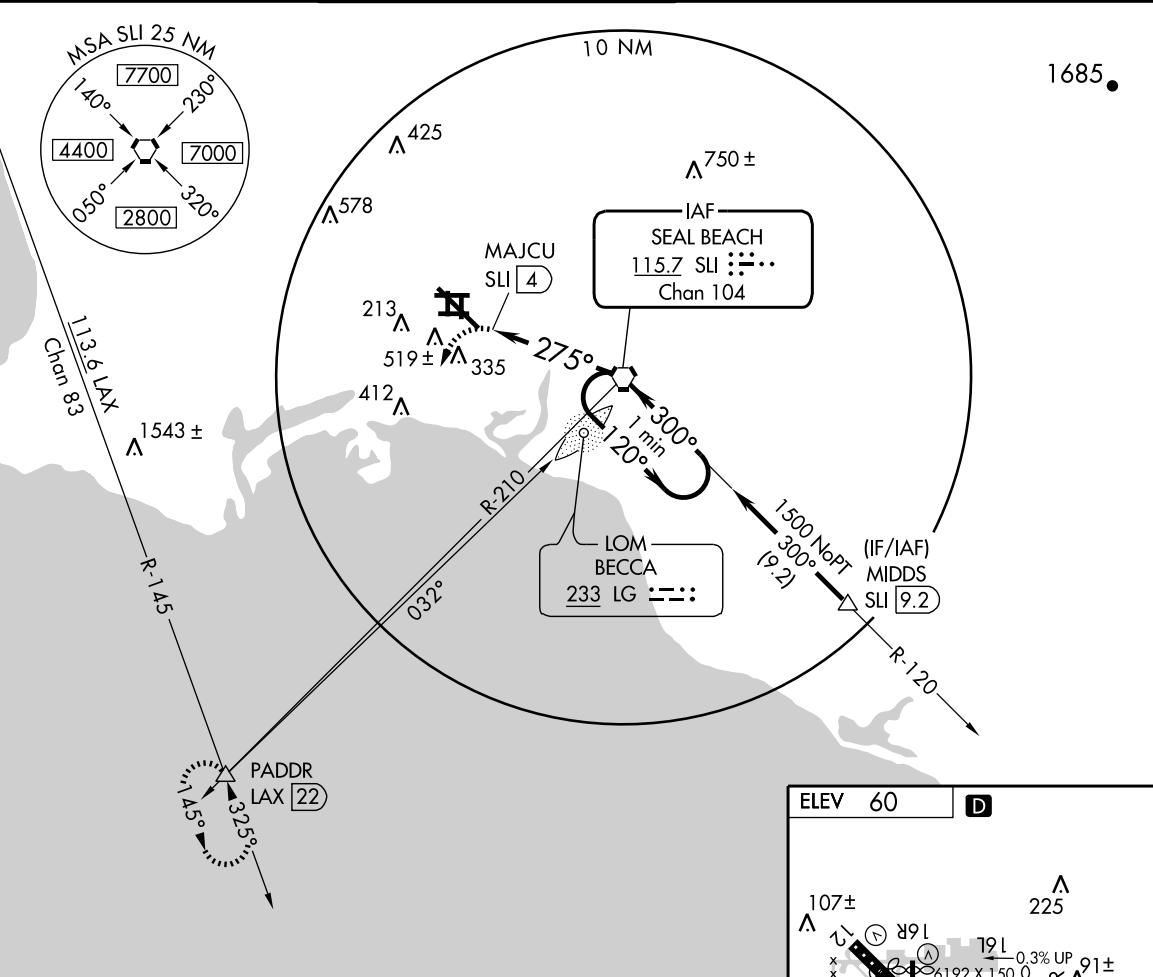 MSA SLI 25 NM
7700
140°
230°
4400
7000
050°
320°
2800
10 NM
1685
425
750 ±
578
IAF
SEAL BEACH
115.7 SLI
Chan 104
MAJCU
SLI 4
213
519 ±
335
275°
412
113.6 LAX
Chan 83
1543 ±
300°
1 min
120°
R-210
1500 NoPT
300°
(9.2)
(IF/IAF)
MIDDS
SLI 9.2
LOM
BECCA
233 LG
R-145
032°
R-120
PADDR
LAX 22
145°
325°
ELEV 60
D
107±
225
12
16R
16L
0.3% UP
91±
6192 X 150